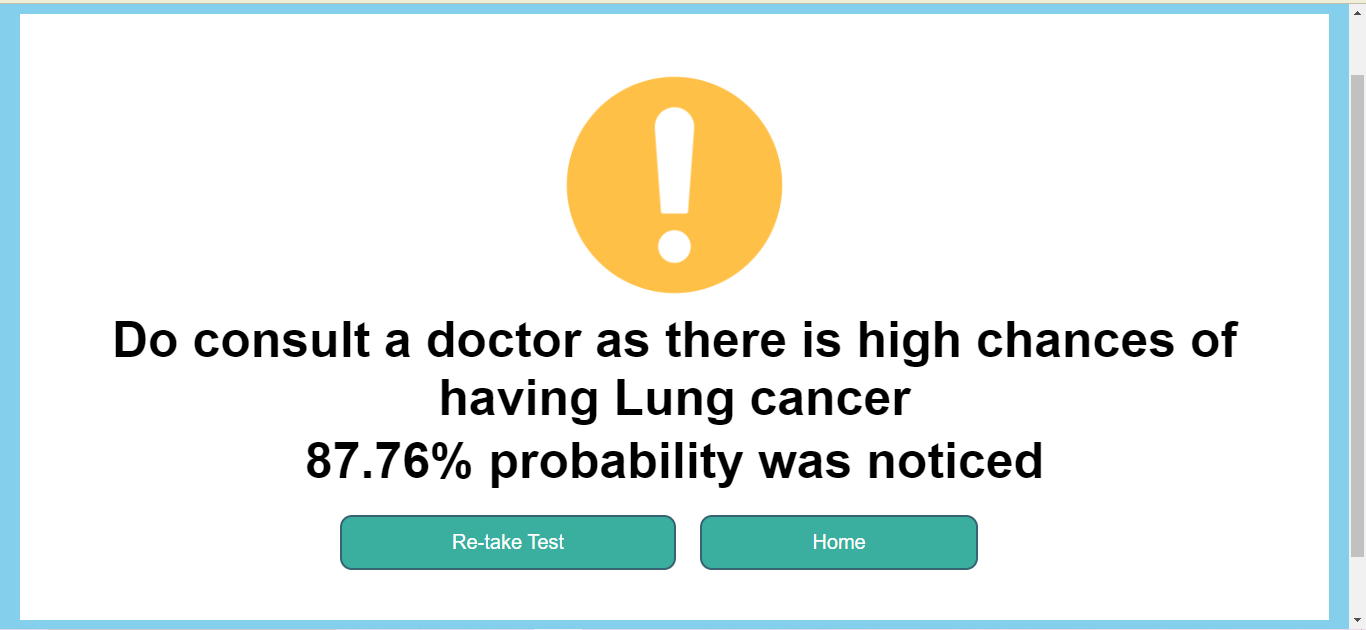 Do consult a doctor as there is high chances of
having Lung cancer
87.76% probability was noticed
Re-take Test
Home